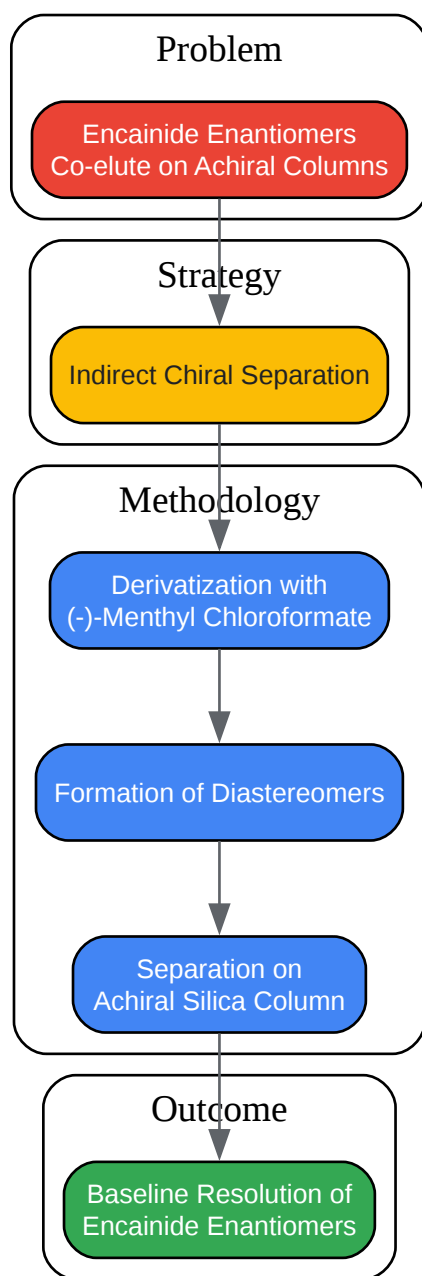 Problem
Encainide Enantiomers
Co-elute on Achiral Columns
Strategy
Indirect Chiral Separation
Methodology
Derivatization with
(-)-Menthyl Chloroformate
Formation of Diastereomers
Separation on
Achiral Silica Column
Outcome
Baseline Resolution of
Encainide Enantiomers